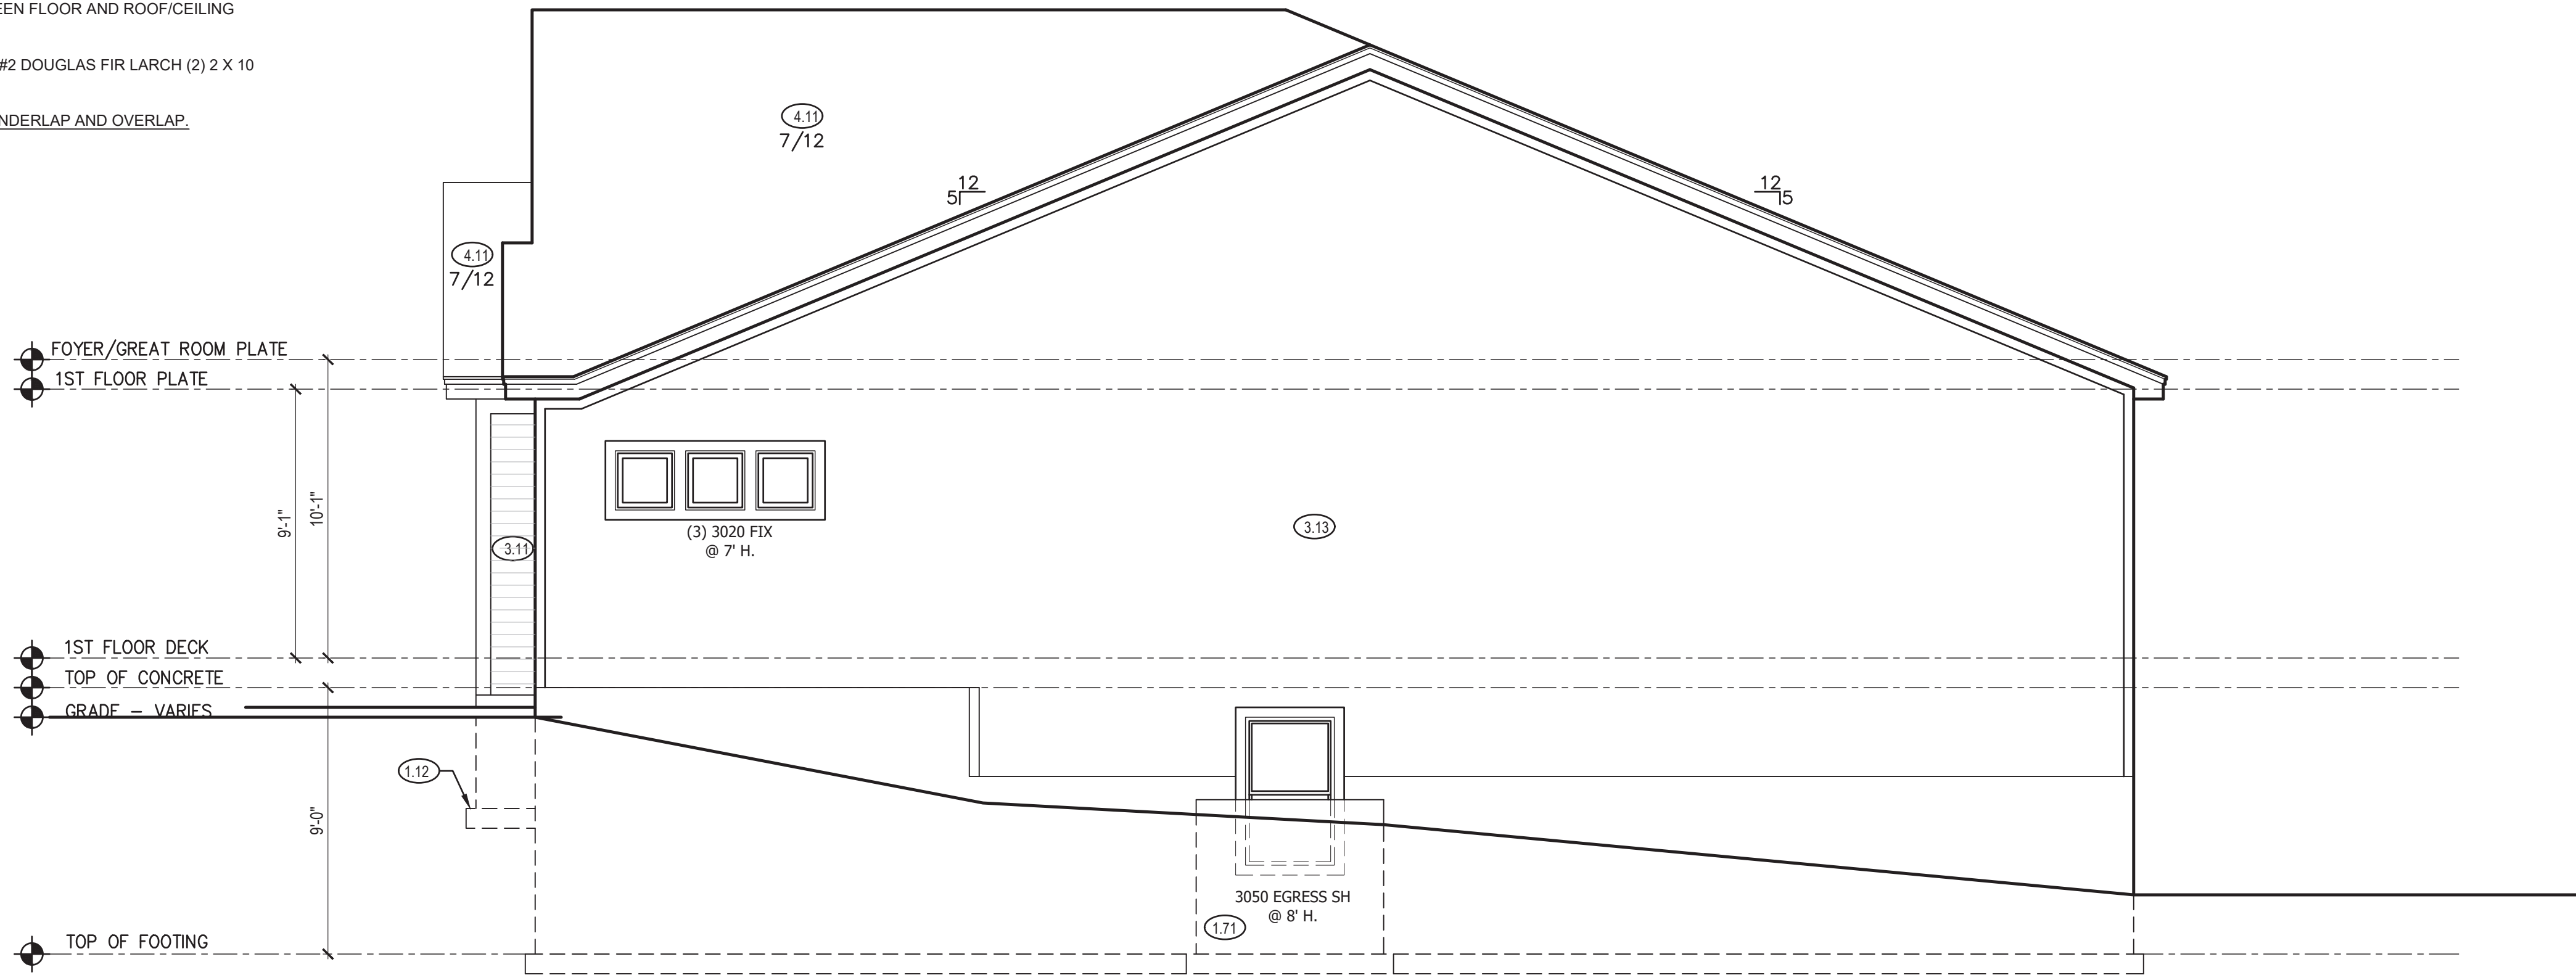 EEN FLOOR AND ROOF/CEILING
#2 DOUGLAS FIR LARCH (2) 2 X 10
NDERLAP AND OVERLAP.
4.11
7/12
12
5
12
5
4.11
7/12
FOYER/GREAT ROOM PLATE
1ST FLOOR PLATE
9'-1"
10'-1"
3.11
(3) 3020 FIX
@ 7' H.
3.13
1ST FLOOR DECK
TOP OF CONCRETE
GRADE - VARIES
1.12
9'-0"
3050 EGRESS SH
@ 8' H.
1.71
TOP OF FOOTING